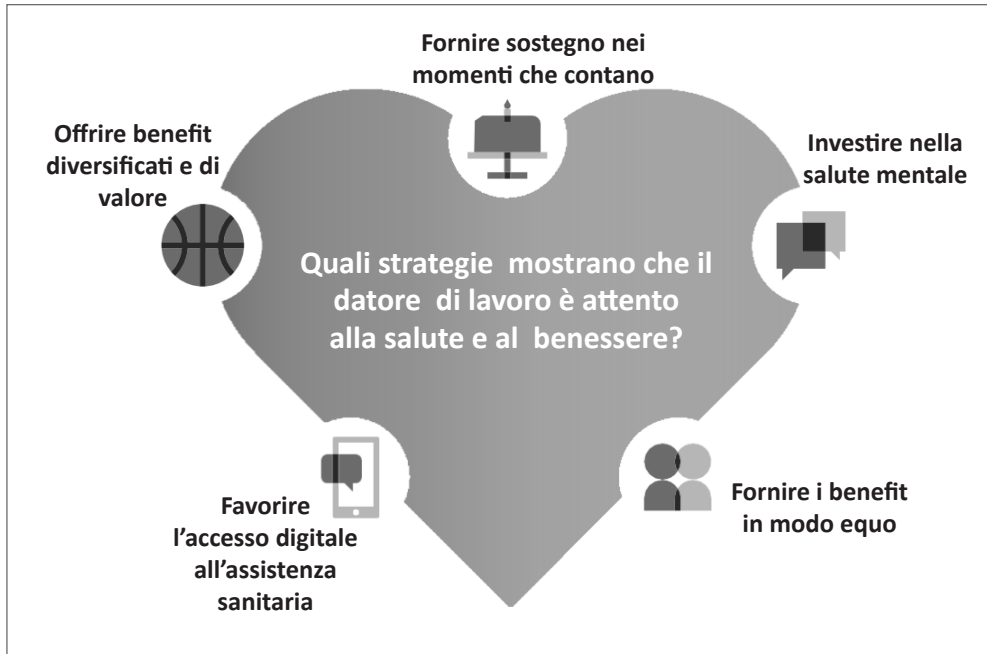 Fornire sostegno nei
momenti che contano
Offrire benefit
diversificati e di
valore
Investire nella
salute mentale
Quali strategie mostrano che il
datore di lavoro è attento
alla salute e al benessere?
Favorire
l'accesso digitale
all'assistenza
sanitaria
Fornire i benefit
in modo equo